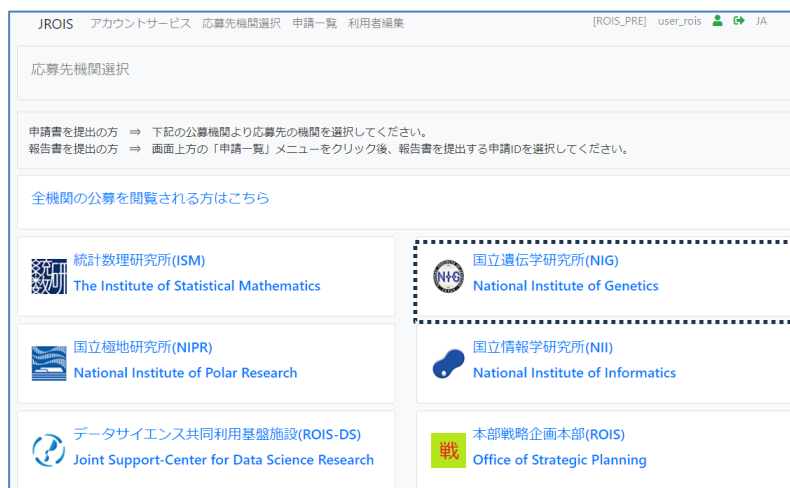 JROIS アカウントサービス 応募先機関選択 申請一覧 利用者編集 [ROIS_PRE] user_rois JA
応募先機関選択
申請書を提出の方 ⇒ 下記の公募機関より応募先の機関を選択してください。
報告書を提出の方 ⇒ 画面上方の「申請一覧」メニューをクリック後、報告書を提出する申請IDを選択してください。
全機関の公募を閲覧される方はこちら
統計数理研究所(ISM)
The Institute of Statistical Mathematics
国立遺伝学研究所(NIG)
National Institute of Genetics
国立極地研究所(NIPR)
National Institute of Polar Research
国立情報学研究所(NII)
National Institute of Informatics
データサイエンス共同利用基盤施設(ROIS-DS)
Joint Support-Center for Data Science Research
戦
本部戦略企画本部(ROIS)
Office of Strategic Planning